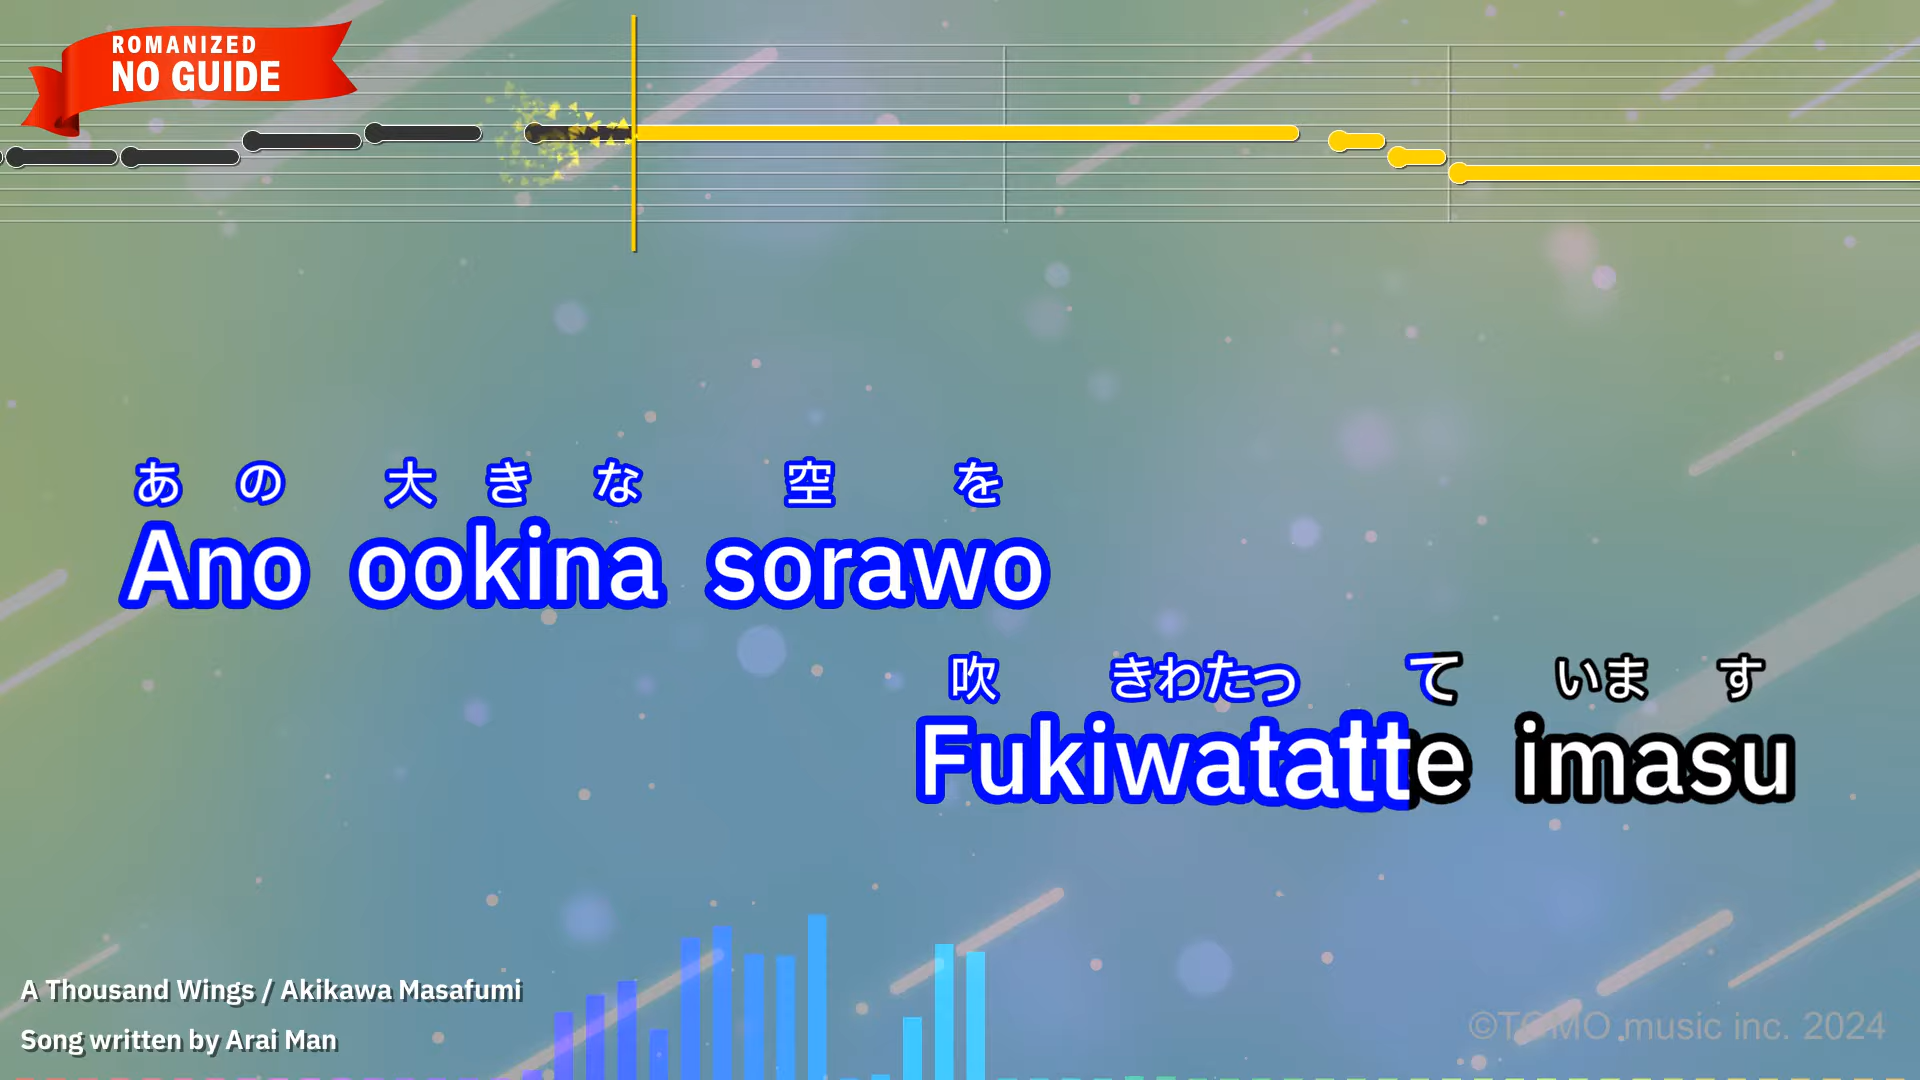 ROMANIZED
NO GUIDE
あの 大きな 空を
Ano ookina sorawo
吹きわたって います
Fukiwatatte imasu
A Thousand Wings / Akikawa Masafumi
Song written by Arai Man
©TOMO music inc. 2024